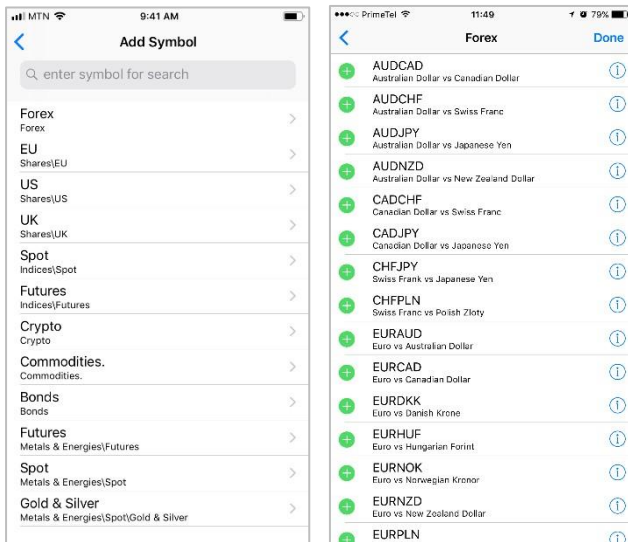 MTN 9:41 AM
Add Symbol
enter symbol for search
Forex
Forex
EU
Shares\EU
US
Shares\US
UK
Shares\UK
Spot
Indices\Spot
Futures
Indices\Futures
Crypto
Crypto
Commodities.
Commodities.
Bonds
Bonds
Futures
Metals & Energies\Futures
Spot
Metals & Energies\Spot
Gold & Silver
Metals & Energies\Spot\Gold & Silver
PrimeTel 11:49 79%
Forex Done
AUDCAD
Australian Dollar vs Canadian Dollar
AUDCHF
Australian Dollar vs Swiss Franc
AUDJPY
Australian Dollar vs Japanese Yen
AUDNZD
Australian Dollar vs New Zealand Dollar
CADCHF
Canadian Dollar vs Swiss Franc
CADJPY
Canadian Dollar vs Japanese Yen
CHFJPY
Swiss Frank vs Japanese Yen
CHFPLN
Swiss Franc vs Polish Zloty
EURAUD
Euro vs Australian Dollar
EURCAD
Euro vs Canadian Dollar
EURDKK
Euro vs Danish Krone
EURHUF
Euro vs Hungarian Forint
EURNOK
Euro vs Norwegian Kronor
EURNZD
Euro vs New Zealand Dollar
EURPLN